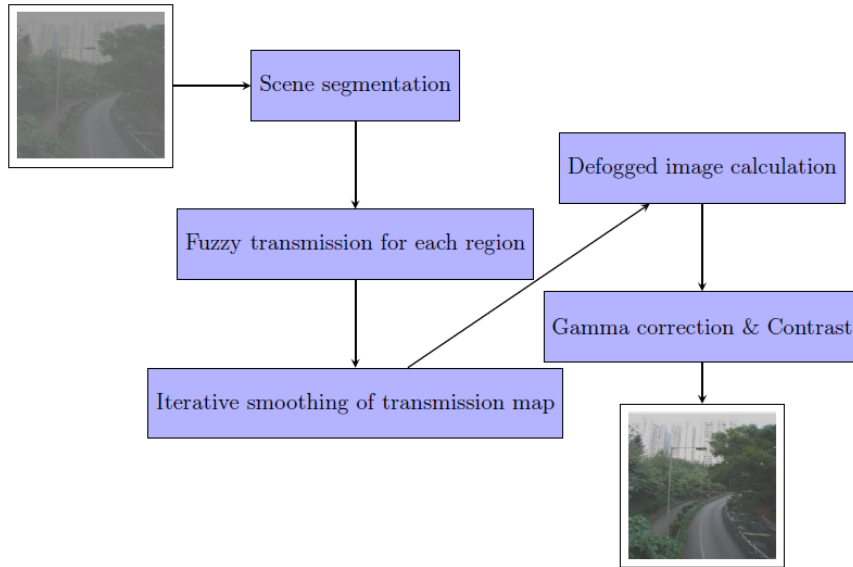 Scene segmentation
Fuzzy transmission for each region
Iterative smoothing of transmission map
Defogged image calculation
Gamma correction & Contrast